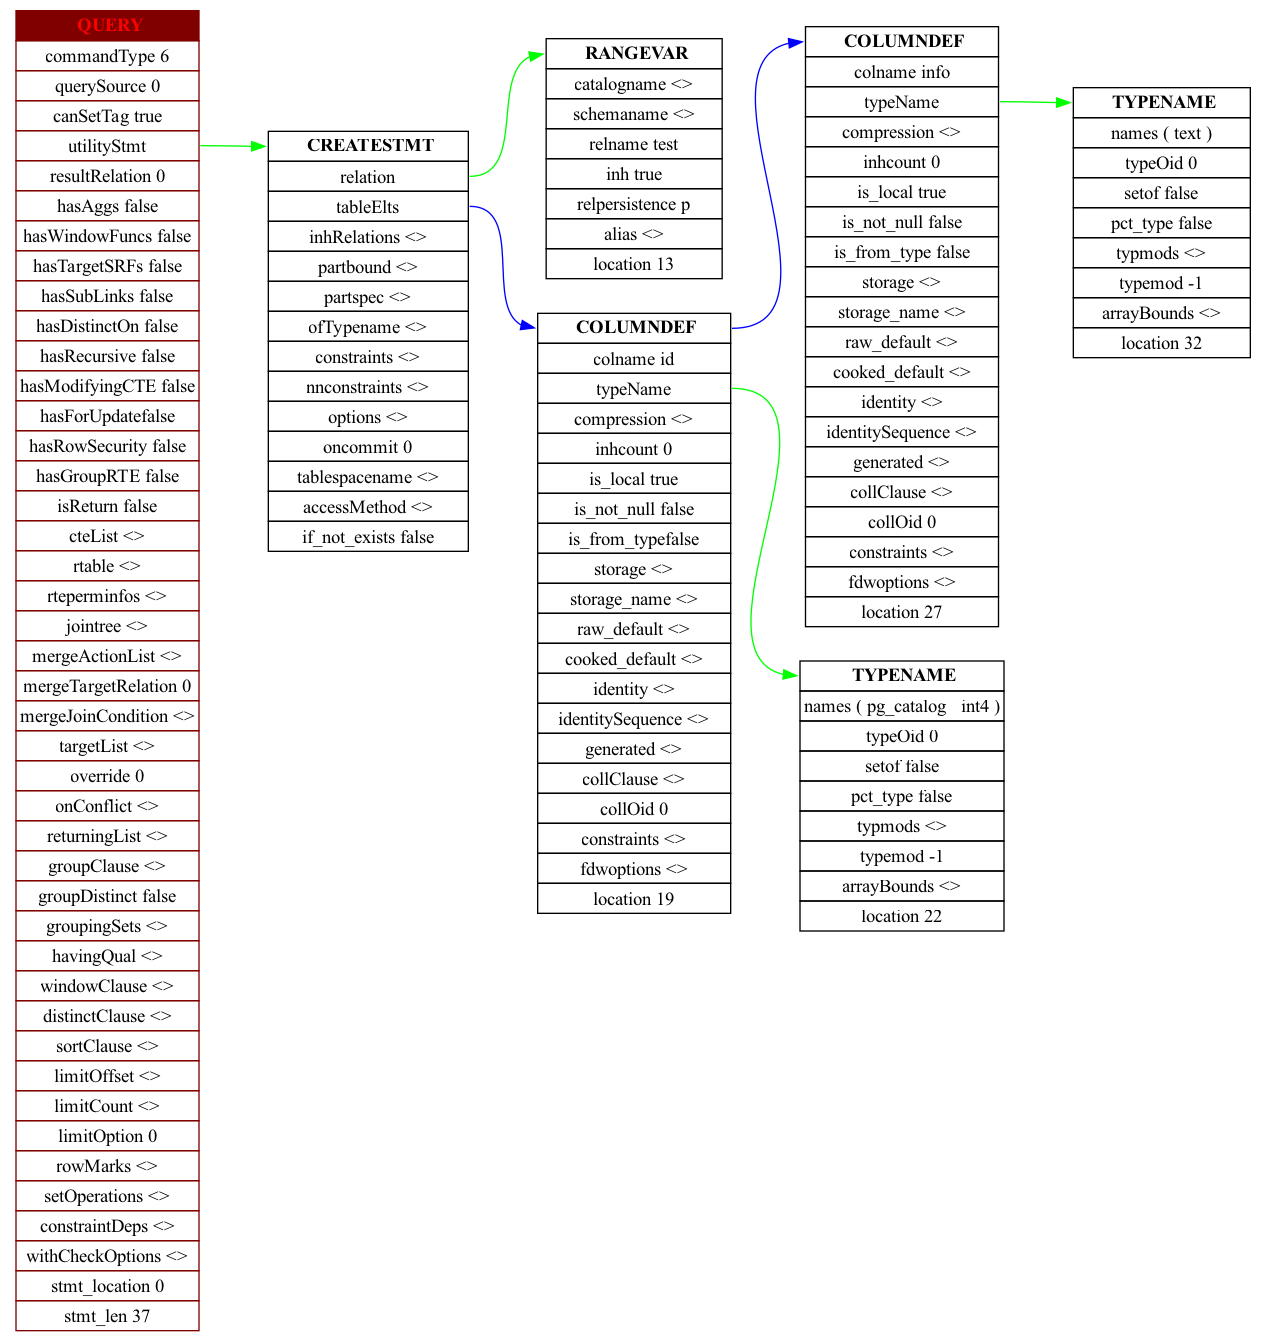 QUERY
commandType 6
querySource 0
canSetTag true
utilityStmt
resultRelation 0
hasAggs false
hasWindowFuncs false
hasTargetSRFs false
hasSubLinks false
hasDistinctOn false
hasRecursive false
hasModifyingCTE false
hasForUpdatefalse
hasRowSecurity false
hasGroupRTE false
isReturn false
cteList <>
rtable <>
rteperminfos <>
jointree <>
mergeActionList <>
mergeTargetRelation 0
mergeJoinCondition <>
targetList <>
override 0
onConflict <>
returningList <>
groupClause <>
groupDistinct false
groupingSets <>
havingQual <>
windowClause <>
distinctClause <>
sortClause <>
limitOffset <>
limitCount <>
limitOption 0
rowMarks <>
setOperations <>
constraintDeps <>
withCheckOptions <>
stmt_location 0
stmt_len 37
CREATESTMT
relation
tableElts
inhRelations <>
partbound <>
partspec <>
ofTypename <>
constraints <>
nnconstraints <>
options <>
oncommit 0
tablespacename <>
accessMethod <>
if_not_exists false
RANGEVAR
catalogname <>
schemaname <>
relname test
inh true
relpersistence p
alias <>
location 13
COLUMNDEF
colname id
typeName
compression <>
inhcount 0
is_local true
is_not_null false
is_from_typefalse
storage <>
storage_name <>
raw_default <>
cooked_default <>
identity <>
identitySequence <>
generated <>
collClause <>
collOid 0
constraints <>
fdwoptions <>
location 19
COLUMNDEF
colname info
typeName
compression <>
inhcount 0
is_local true
is_not_null false
is_from_type false
storage <>
storage_name <>
raw_default <>
cooked_default <>
identity <>
identitySequence <>
generated <>
collClause <>
collOid 0
constraints <>
fdwoptions <>
location 27
TYPENAME
names ( pg_catalog   int4 )
typeOid 0
setof false
pct_type false
typmods <>
typemod -1
arrayBounds <>
location 22
TYPENAME
names ( text )
typeOid 0
setof false
pct_type false
typmods <>
typemod -1
arrayBounds <>
location 32